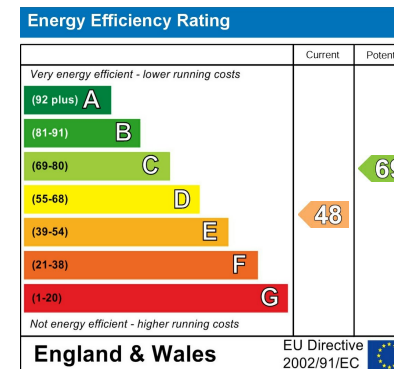 Energy Efficiency Rating
Current
Very energy efficient - lower running costs
(92 plus) A
(81-91) B
(69-80) C
(55-68) D
48
(39-54) E
(21-38) F
(1-20) G
Not energy efficient - higher running costs
England & Wales
EU Directive
2002/91/EC